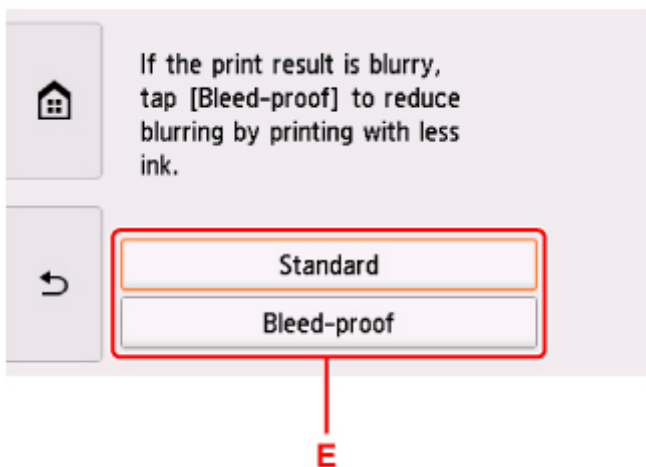 If the print result is blurry,
tap [Bleed-proof] to reduce
blurring by printing with less
ink.
Standard
Bleed-proof
E